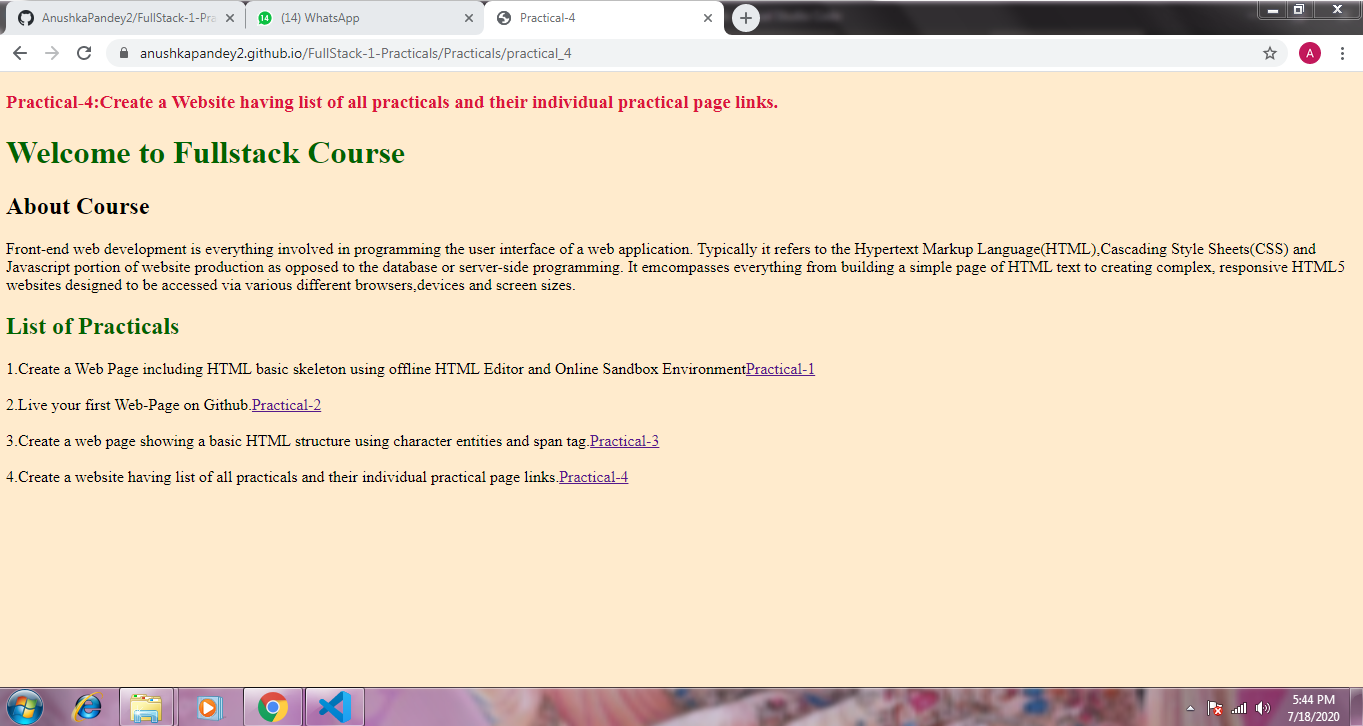 AnushkaPandey2/FullStack-1-Pra
14
(14) WhatsApp
Practical-4
anushkapandey2.github.io/FullStack-1-Practicals/Practicals/practical_4
A
Practical-4:Create a Website having list of all practicals and their individual practical page links.
Welcome to Fullstack Course
About Course
Front-end web development is everything involved in programming the user interface of a web application. Typically it refers to the Hypertext Markup Language(HTML),Cascading Style Sheets(CSS) and
Javascript portion of website production as opposed to the database or server-side programming. It emcompasses everything from building a simple page of HTML text to creating complex, responsive HTML5
websites designed to be accessed via various different browsers,devices and screen sizes.
List of Practicals
1.Create a Web Page including HTML basic skeleton using offline HTML Editor and Online Sandbox EnvironmentPractical-1
2.Live your first Web-Page on Github.Practical-2
3.Create a web page showing a basic HTML structure using character entities and span tag.Practical-3
4.Create a website having list of all practicals and their individual practical page links.Practical-4
5:44 PM
7/18/2020